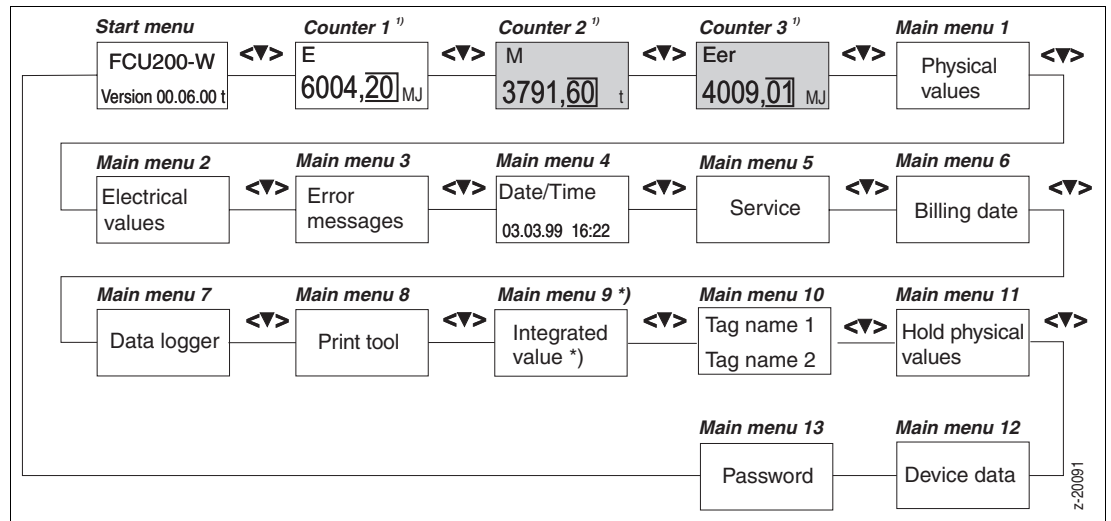 Start menu
Counter 1 ¹⁾
Counter 2 ¹⁾
Counter 3 ¹⁾
Main menu 1
FCU200-W
Version 00.06.00 t
<▼>
E
6004,20 MJ
<▼>
M
3791,60 t
<▼>
Eer
4009,01 MJ
<▼>
Physical
values
<▼>
Main menu 2
Main menu 3
Main menu 4
Main menu 5
Main menu 6
Electrical
values
<▼>
Error
messages
<▼>
Date/Time
03.03.99 16:22
<▼>
Service
<▼>
Billing date
<▼>
Main menu 7
Main menu 8
Main menu 9 *)
Main menu 10
Main menu 11
Data logger
<▼>
Print tool
<▼>
Integrated
value *)
<▼>
Tag name 1
Tag name 2
<▼>
Hold physical
values
<▼>
Main menu 13
Main menu 12
Password
Device data
z-20091